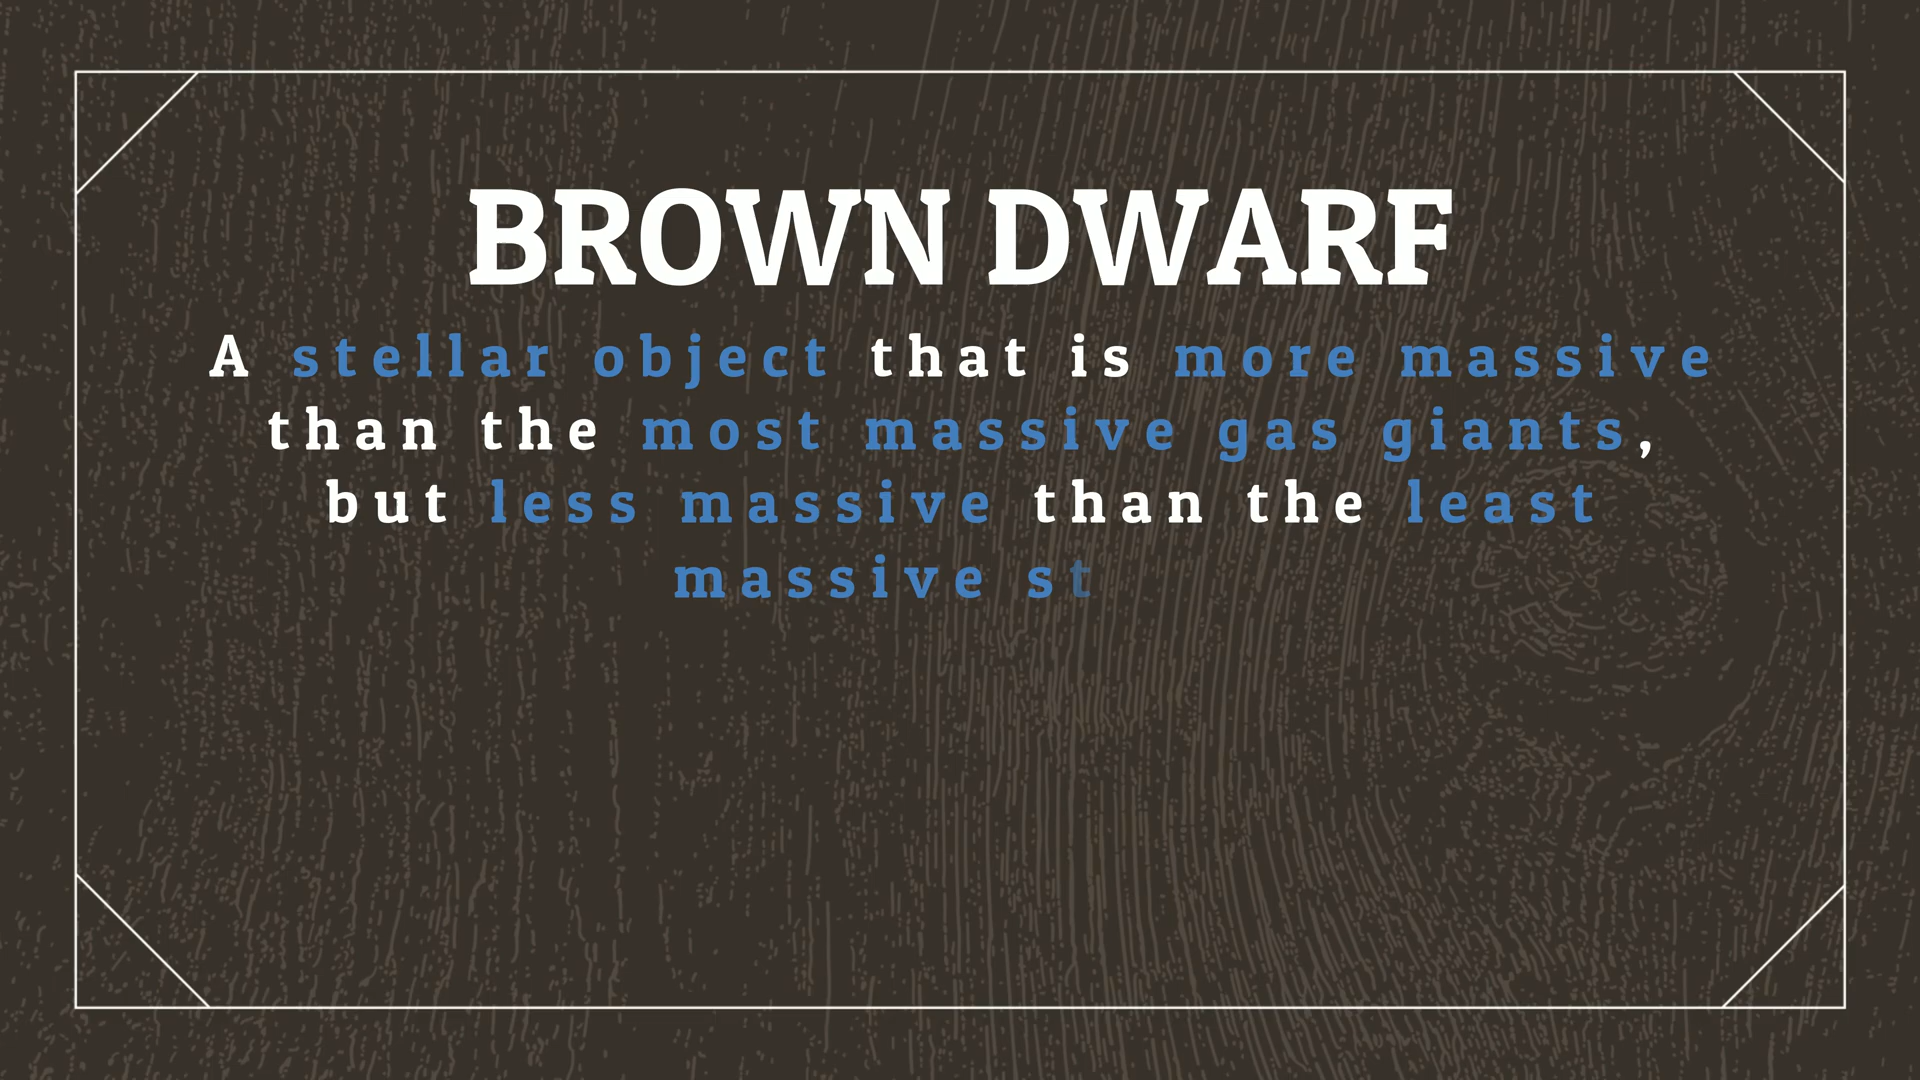 BROWN DWARF
A stellar object that is more massive
than the most massive gas giants,
but less massive than the least
massive st